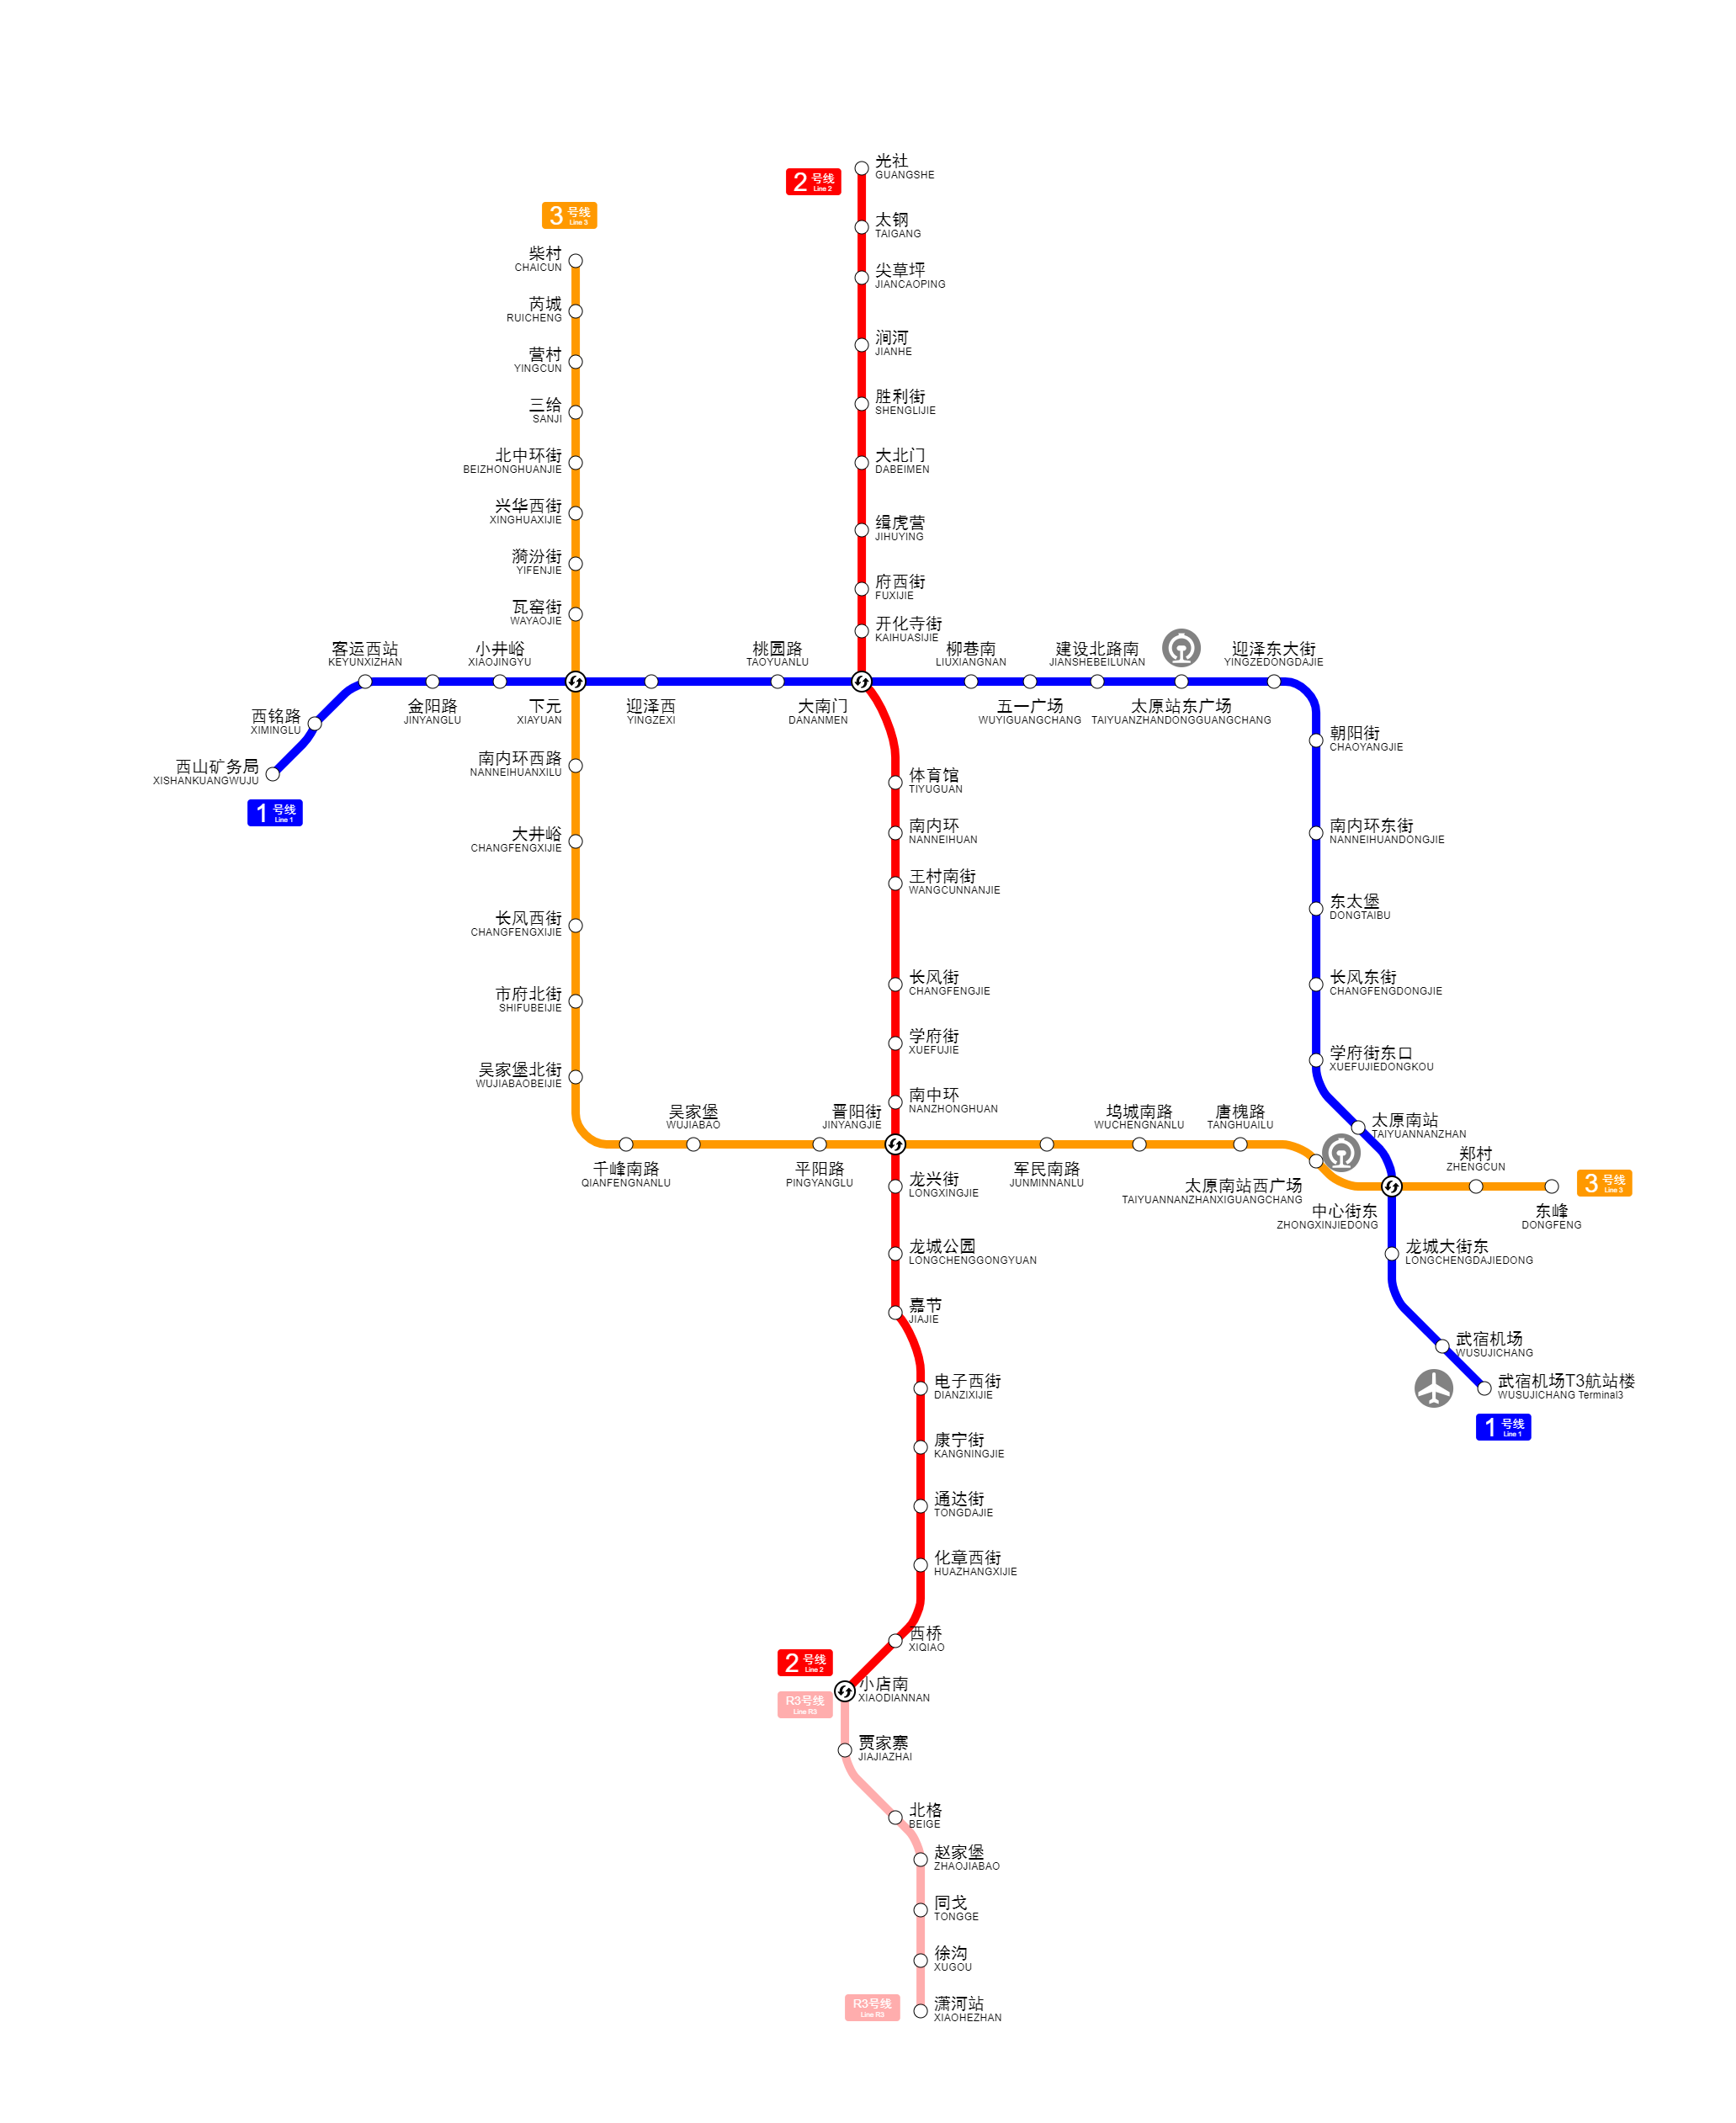 光社
GUANGSHE
2 号线
Line 2
太钢
TAIGANG
3 号线
Line 3
柴村
CHAICUN
尖草坪
JIANCAOPING
芮城
RUICHENG
涧河
JIANHE
营村
YINGCUN
三给
SANJI
胜利街
SHENGLIJIE
北中环街
BEIZHONGHUANJIE
大北门
DABEIMEN
兴华西街
XINGHUAXIJIE
缉虎营
JIHUYING
漪汾街
YIFENJIE
府西街
FUXIJIE
瓦窑街
WAYAOJIE
开化寺街
KAIHUASIJIE
客运西站
KEYUNXIZHAN
小井峪
XIAOJINGYU
桃园路
TAOYUANLU
柳巷南
LIUXIANGNAN
建设北路南
JIANSHEBEILUNAN
迎泽东大街
YINGZEDONGDAJIE
西铭路
XIMINGLU
金阳路
JINYANGLU
下元
XIAYUAN
迎泽西
YINGZEXI
大南门
DANANMEN
五一广场
WUYIGUANGCHANG
太原站东广场
TAIYUANZHANDONGGUANGCHANG
朝阳街
CHAOYANGJIE
西山矿务局
XISHANKUANGWUJU
1 号线
Line 1
南内环西路
NANNEIHUANXILU
体育馆
TIYUGUAN
大井峪
CHANGFENGXIJIE
南内环
NANNEIHUAN
南内环东街
NANNEIHUANDONGJIE
王村南街
WANGCUNNANJIE
东太堡
DONGTAIBU
长风西街
CHANGFENGXIJIE
长风街
CHANGFENGJIE
长风东街
CHANGFENGDONGJIE
市府北街
SHIFUBEIJIE
学府街
XUEFUJIE
学府街东口
XUEFUJIEDONGKOU
吴家堡北街
WUJIABAOBEIJIE
南中环
NANZHONGHUAN
吴家堡
WUJIABAO
晋阳街
JINYANGJIE
坞城南路
WUCHENGNANLU
唐槐路
TANGHUAILU
太原南站
TAIYUANNANZHAN
千峰南路
QIANFENGNANLU
平阳路
PINGYANGLU
龙兴街
LONGXINGJIE
军民南路
JUNMINNANLU
太原南站西广场
TAIYUANNANZHANXIGUANGCHANG
郑村
ZHENGCUN
3 号线
Line 3
中心街东
ZHONGXINJIEDONG
东峰
DONGFENG
龙城公园
LONGCHENGGONGYUAN
龙城大街东
LONGCHENGDAJIEDONG
嘉节
JIAJIE
武宿机场
WUSUJICHANG
电子西街
DIANZIXIJIE
武宿机场T3航站楼
WUSUJICHANG Terminal3
1 号线
Line 1
康宁街
KANGNINGJIE
通达街
TONGDAJIE
化章西街
HUAZHANGXIJIE
西桥
XIQIAO
2 号线
Line 2
小店南
XIAODIANNAN
R3号线
Line R3
贾家寨
JIAJIAZHAI
北格
BEIGE
赵家堡
ZHAOJIABAO
同戈
TONGGE
徐沟
XUGOU
R3号线
Line R3
潇河站
XIAOHEZHAN